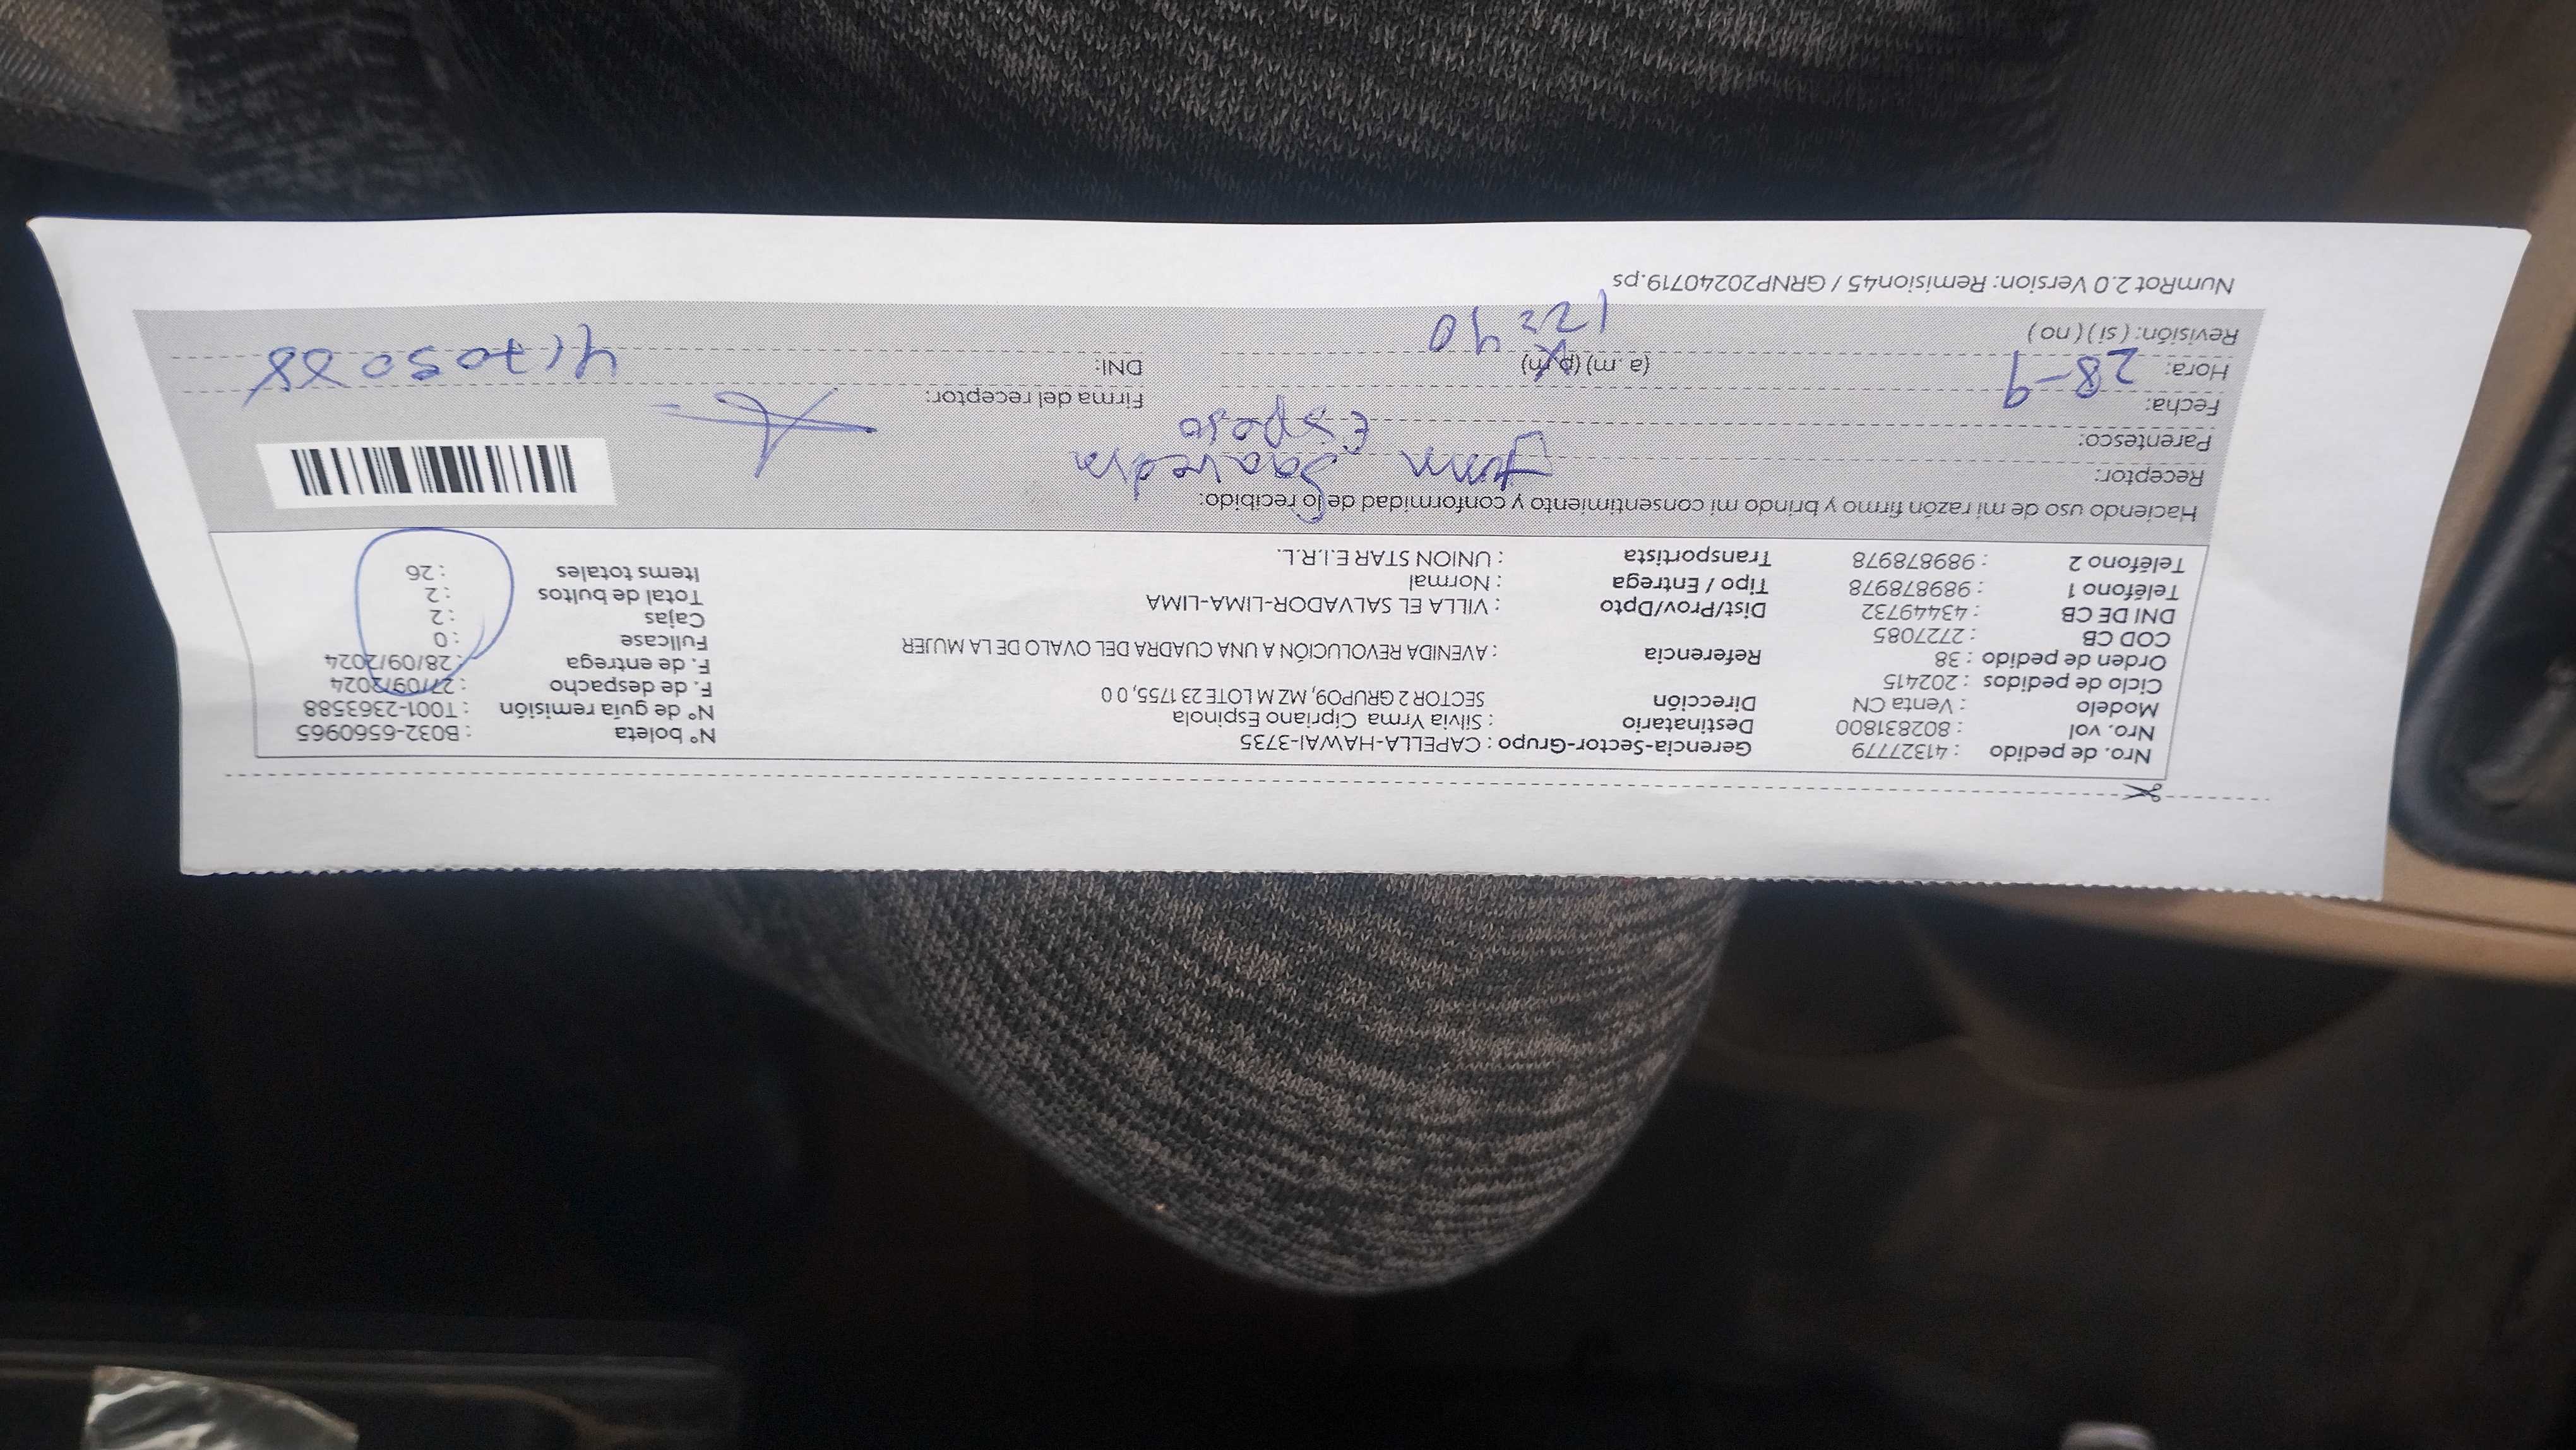 Nro. de pedido : 41327779 Gerencia-Sector-Grupo : CAPELLA-HAWAI-3735 N° boleta : B032-6560965
Nro. vol : 802831800 Destinatario : Silvia Yrma Cipriano Espinola N° de guía remisión : T001-2363588
Modelo : Venta CN Dirección SECTOR 2 GRUPO9, MZ M LOTE 23 1755, 0 0 F. de despacho : 27/09/2024
Ciclo de pedidos : 202415 F. de entrega : 28/09/2024
Orden de pedido : 38 Referencia : AVENIDA REVOLUCIÓN A UNA CUADRA DEL OVALO DE LA MUJER Fullcase : 0
COD CB : 2727085 Cajas : 2
DNI DE CB : 43449732 Dist/Prov/Dpto : VILLA EL SALVADOR-LIMA-LIMA Total de bultos : 2
Teléfono 1 : 989878978 Tipo / Entrega : Normal Items totales : 26
Teléfono 2 : 989878978 Transportista : UNION STAR E.I.R.L.
Haciendo uso de mi razón firmo y brindo mi consentimiento y conformidad de lo recibido:
Receptor: Saavedra
Parentesco: Esposo
Fecha: 28-9 Firma del receptor:
Hora: (a. m) (p. m) 12:40 DNI: 41705088
Revisión: ( si ) ( no )
NumRot 2.0 Version: Remision45 / GRNP20240719.ps